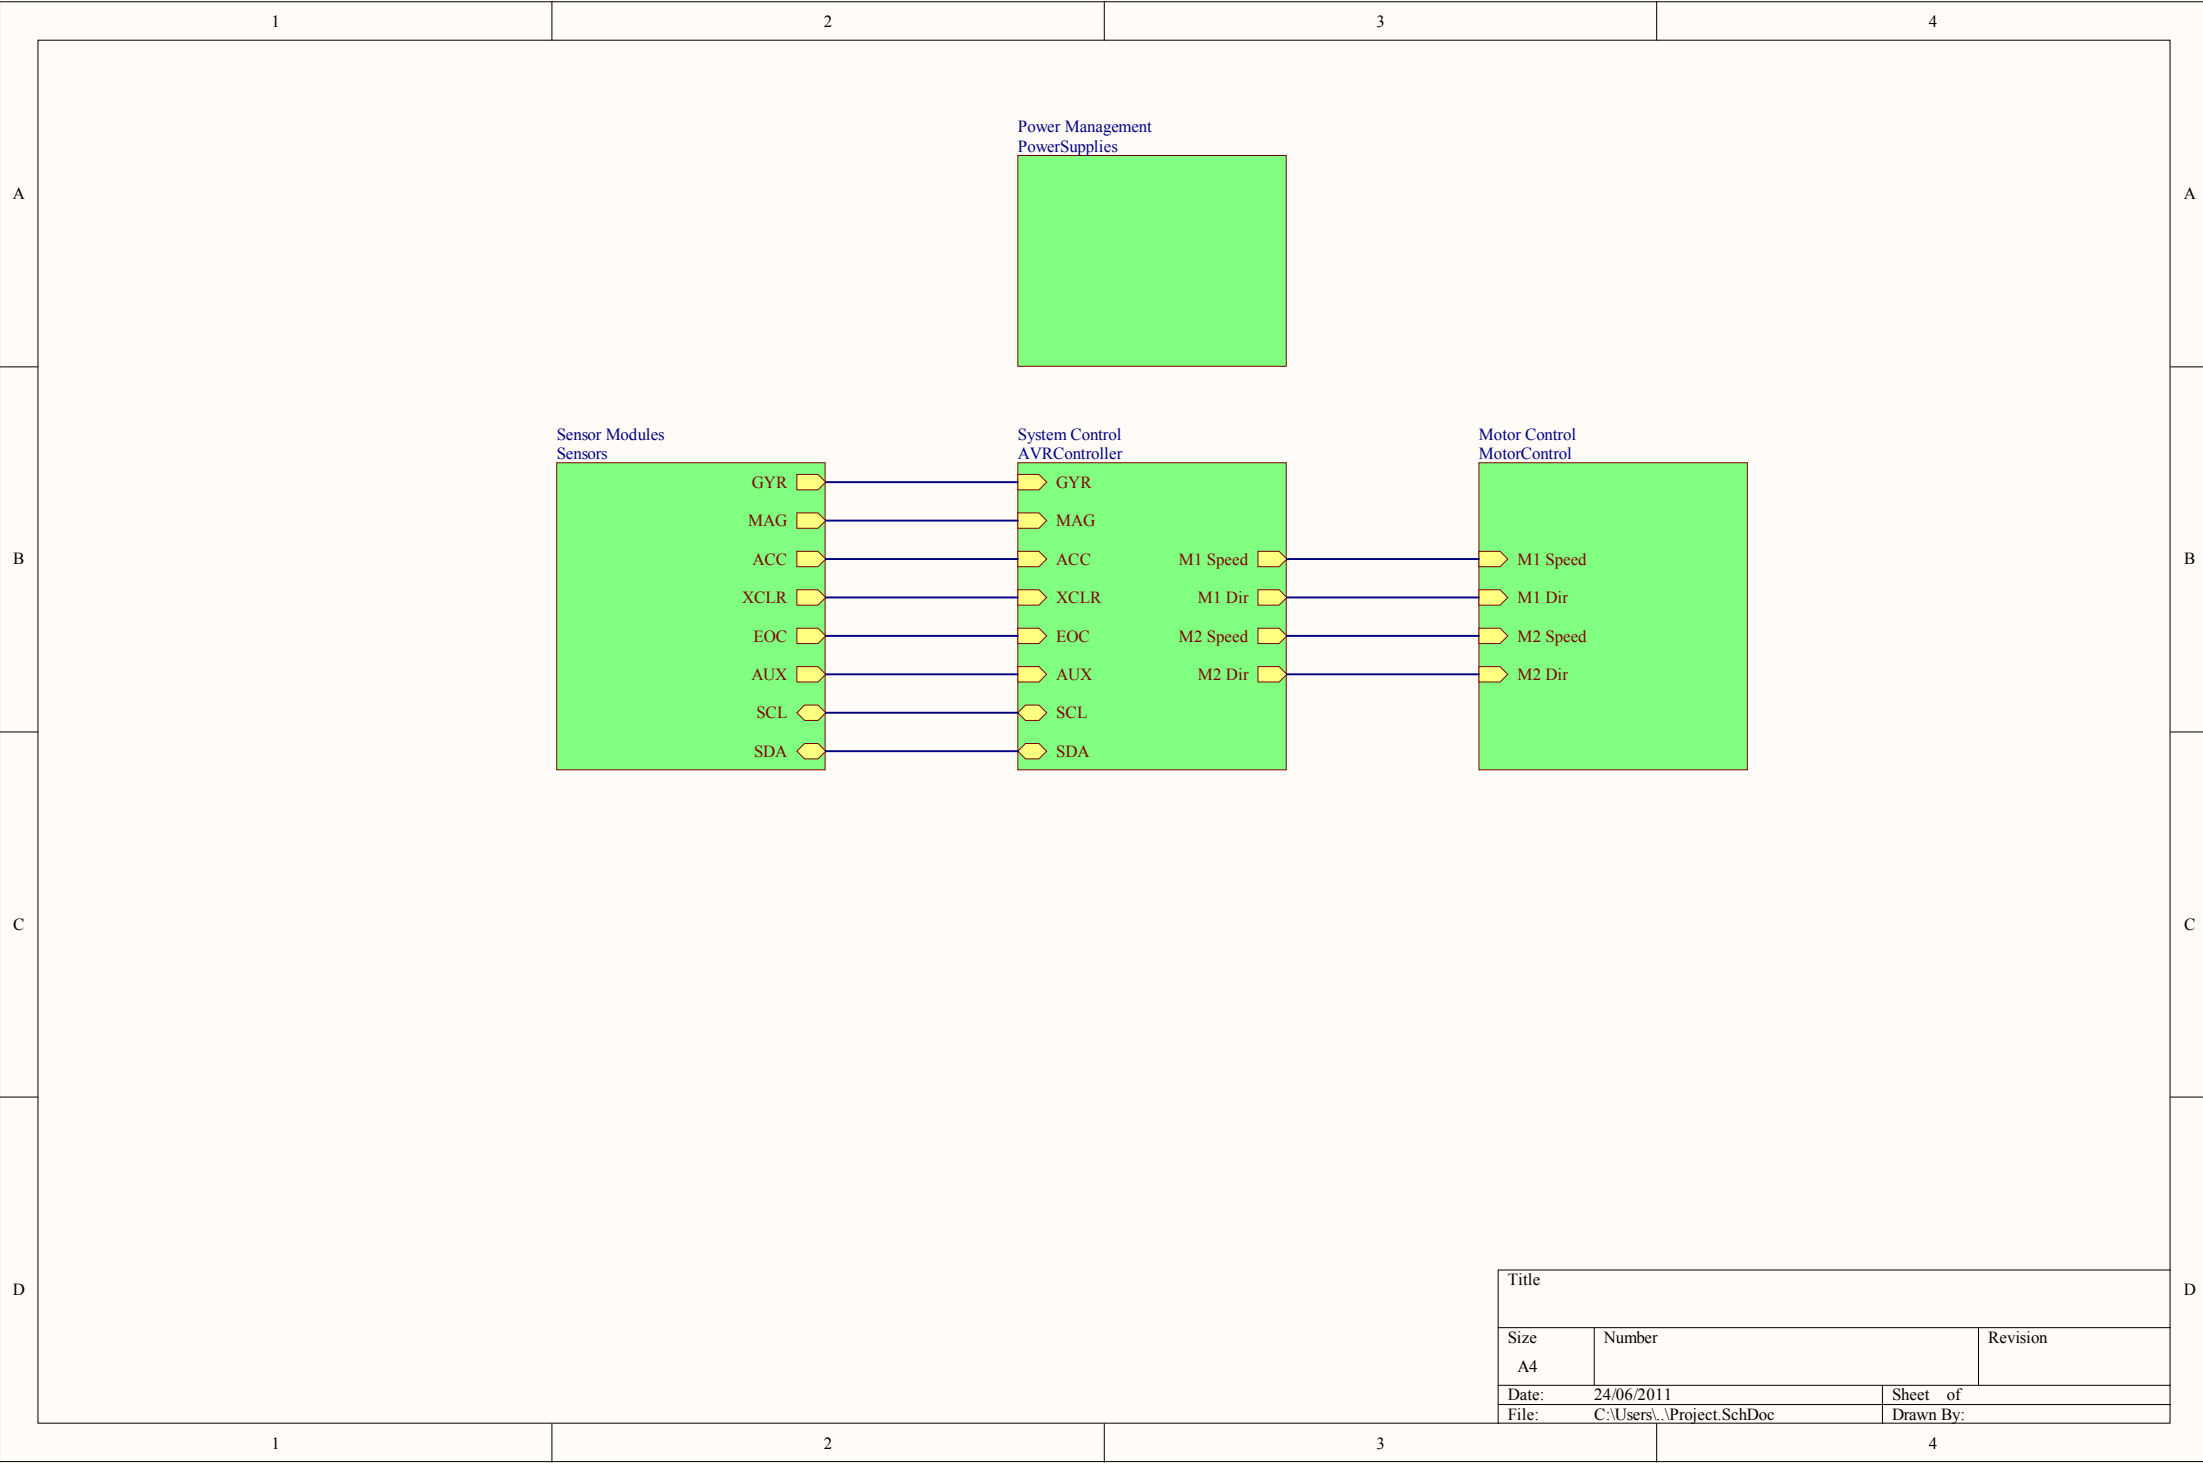 1 2 3 4
Power Management
PowerSupplies
A A
Sensor Modules System Control Motor Control
Sensors AVRController MotorControl
GYR GYR
MAG MAG
B ACC ACC M1 Speed M1 Speed B
XCLR XCLR M1 Dir M1 Dir
EOC EOC M2 Speed M2 Speed
AUX AUX M2 Dir M2 Dir
SCL SCL
SDA SDA
C C
Title
D D
Size Number Revision
A4
Date: 24/06/2011 Sheet of
File: C:\Users\..\Project.SchDoc Drawn By:
1 2 3 4